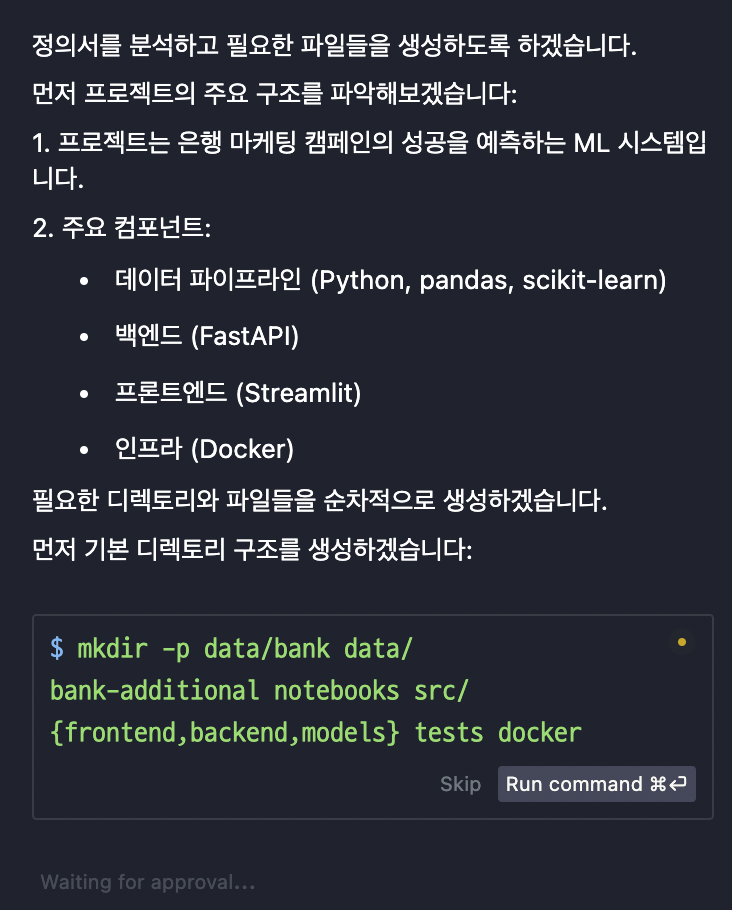 정의서를 분석하고 필요한 파일들을 생성하도록 하겠습니다.
먼저 프로젝트의 주요 구조를 파악해보겠습니다:
1. 프로젝트는 은행 마케팅 캠페인의 성공을 예측하는 ML 시스템입
니다.
2. 주요 컴포넌트:
• 데이터 파이프라인 (Python, pandas, scikit-learn)
• 백엔드 (FastAPI)
• 프론트엔드 (Streamlit)
• 인프라 (Docker)
필요한 디렉토리와 파일들을 순차적으로 생성하겠습니다.
먼저 기본 디렉토리 구조를 생성하겠습니다:
$ mkdir -p data/bank data/
bank-additional notebooks src/
{frontend,backend,models} tests docker
Skip Run command ⌘⏎
Waiting for approval...